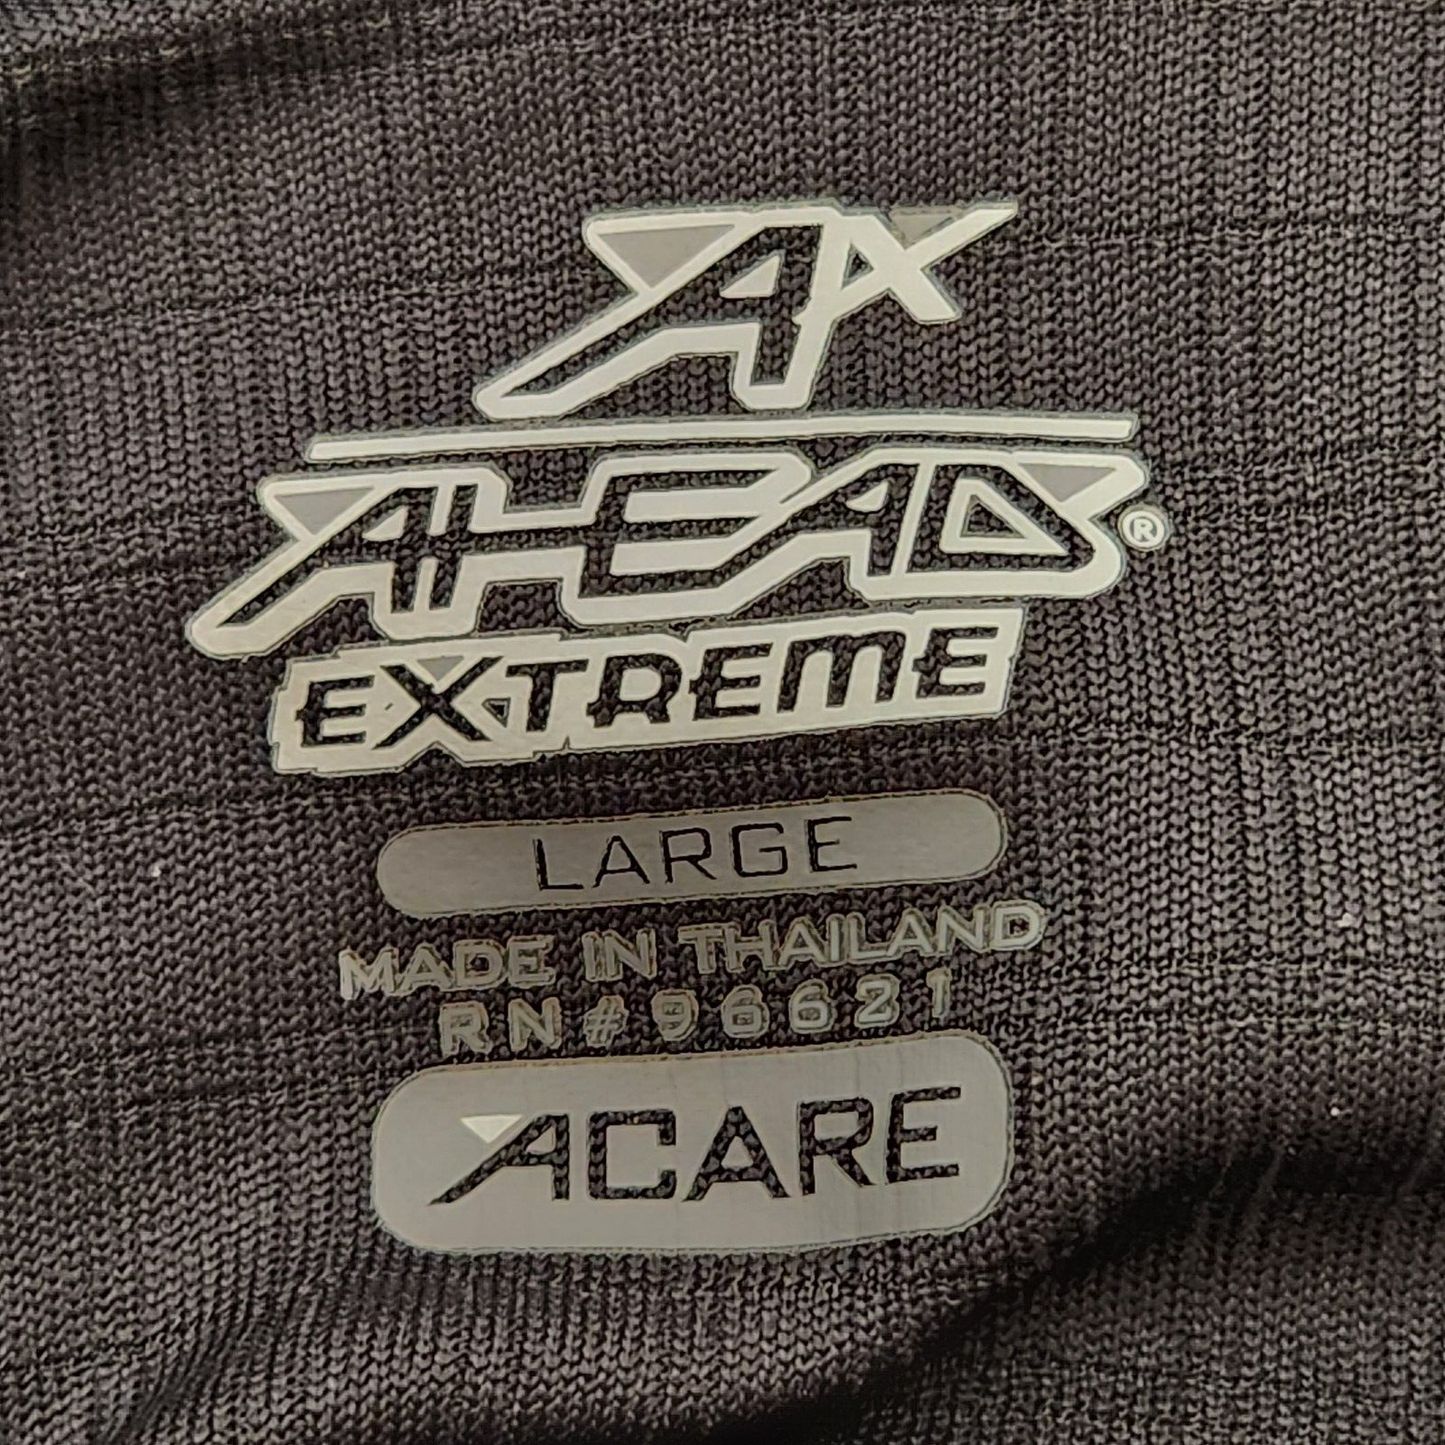 AX
AHEAD®
EXTREME
LARGE
MADE IN THAILAND
RN#96621
ACARE